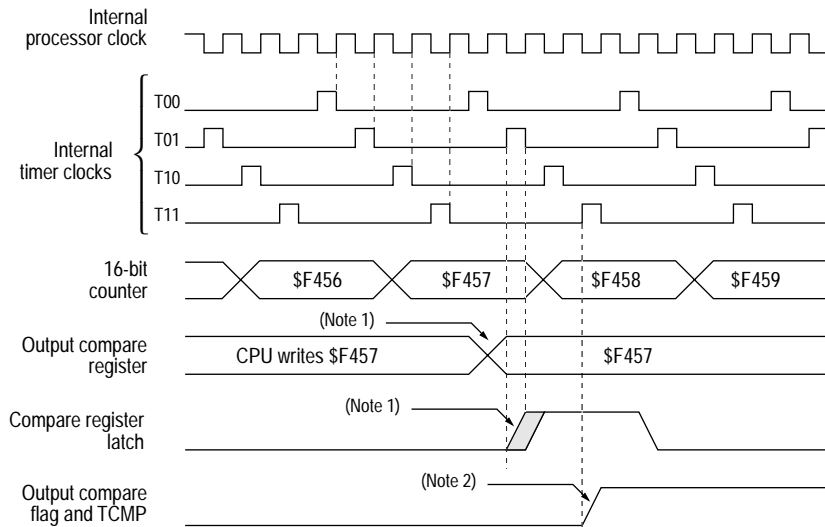 Internal
processor clock
T00
T01
Internal
timer clocks
T10
T11
16-bit
counter
$F456
$F457
$F458
$F459
(Note 1)
Output compare
register
CPU writes $F457
$F457
(Note 1)
Compare register
latch
(Note 2)
Output compare
flag and TCMP